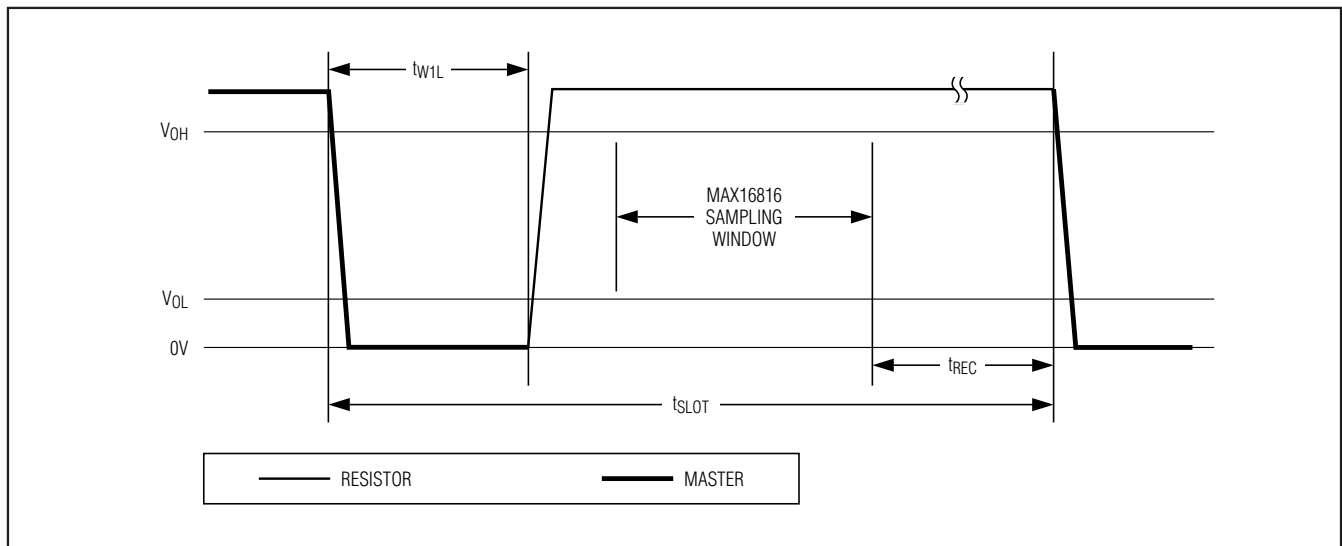 tW1L
VOH
MAX16816
SAMPLING
WINDOW
VOL
0V
tREC
tSLOT
RESISTOR
MASTER